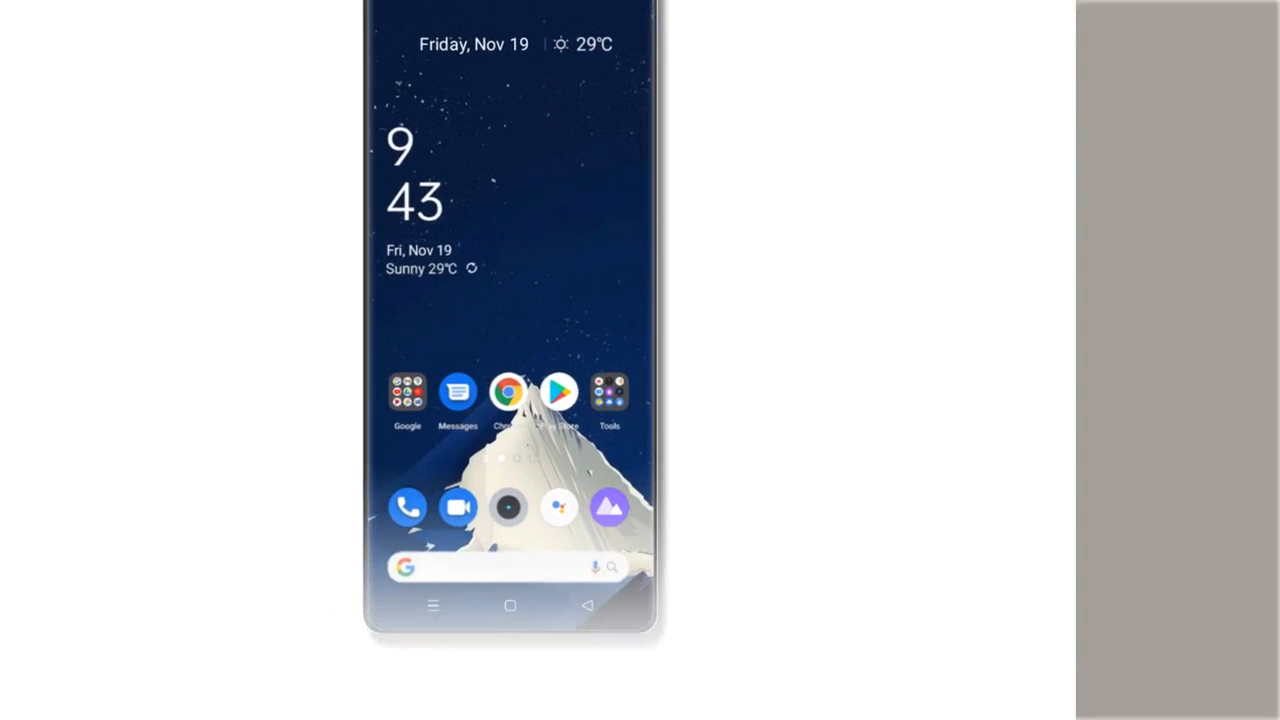 Friday, Nov 19 | 29°C
9
43
Fri, Nov 19
Sunny 29°C
Google Messages Tools